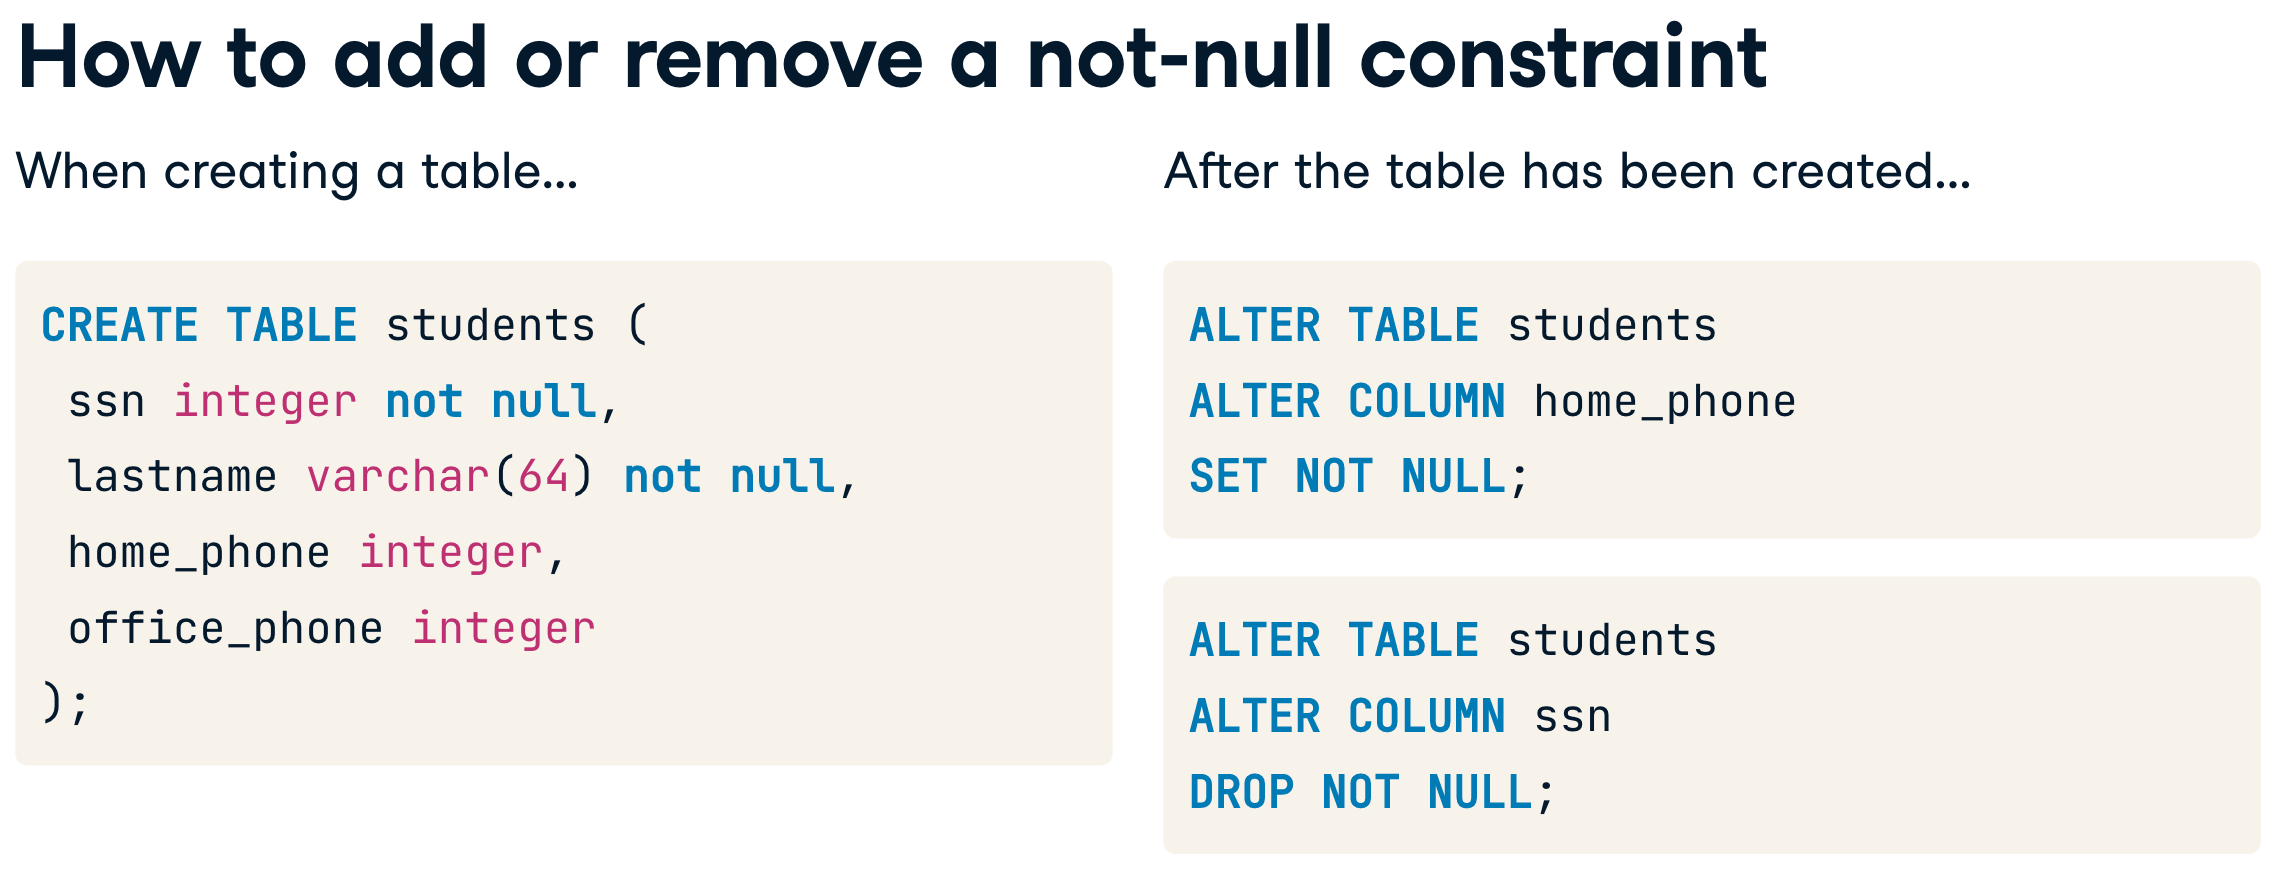 How to add or remove a not-null constraint
When creating a table...
CREATE TABLE students (
 ssn integer not null,
 lastname varchar(64) not null,
 home_phone integer,
 office_phone integer
);
After the table has been created...
ALTER TABLE students
ALTER COLUMN home_phone
SET NOT NULL;
ALTER TABLE students
ALTER COLUMN ssn
DROP NOT NULL;